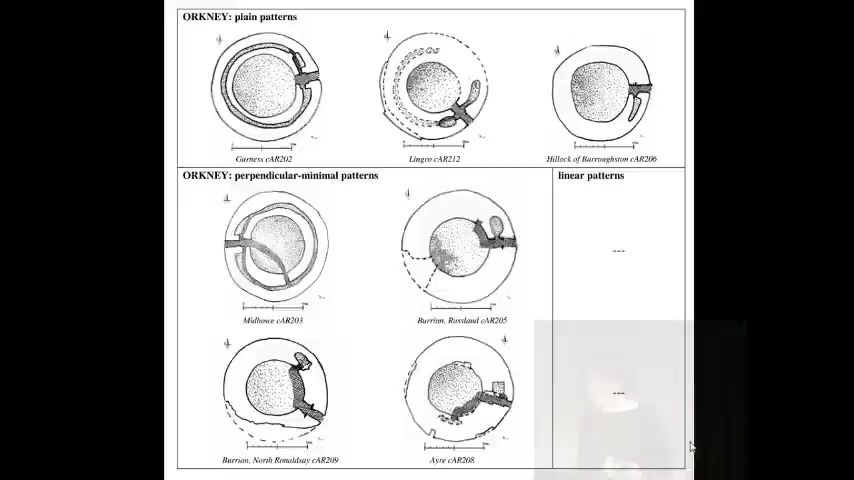 ORKNEY: plain patterns
Gurness cAR202
Lingro cAR212
Hillock of Burroughston cAR206
ORKNEY: perpendicular-minimal patterns
linear patterns
---
Midhowe cAR203
Burrian, Russland cAR205
---
Burrian, North Ronaldsay cAR209
Ayre cAR208